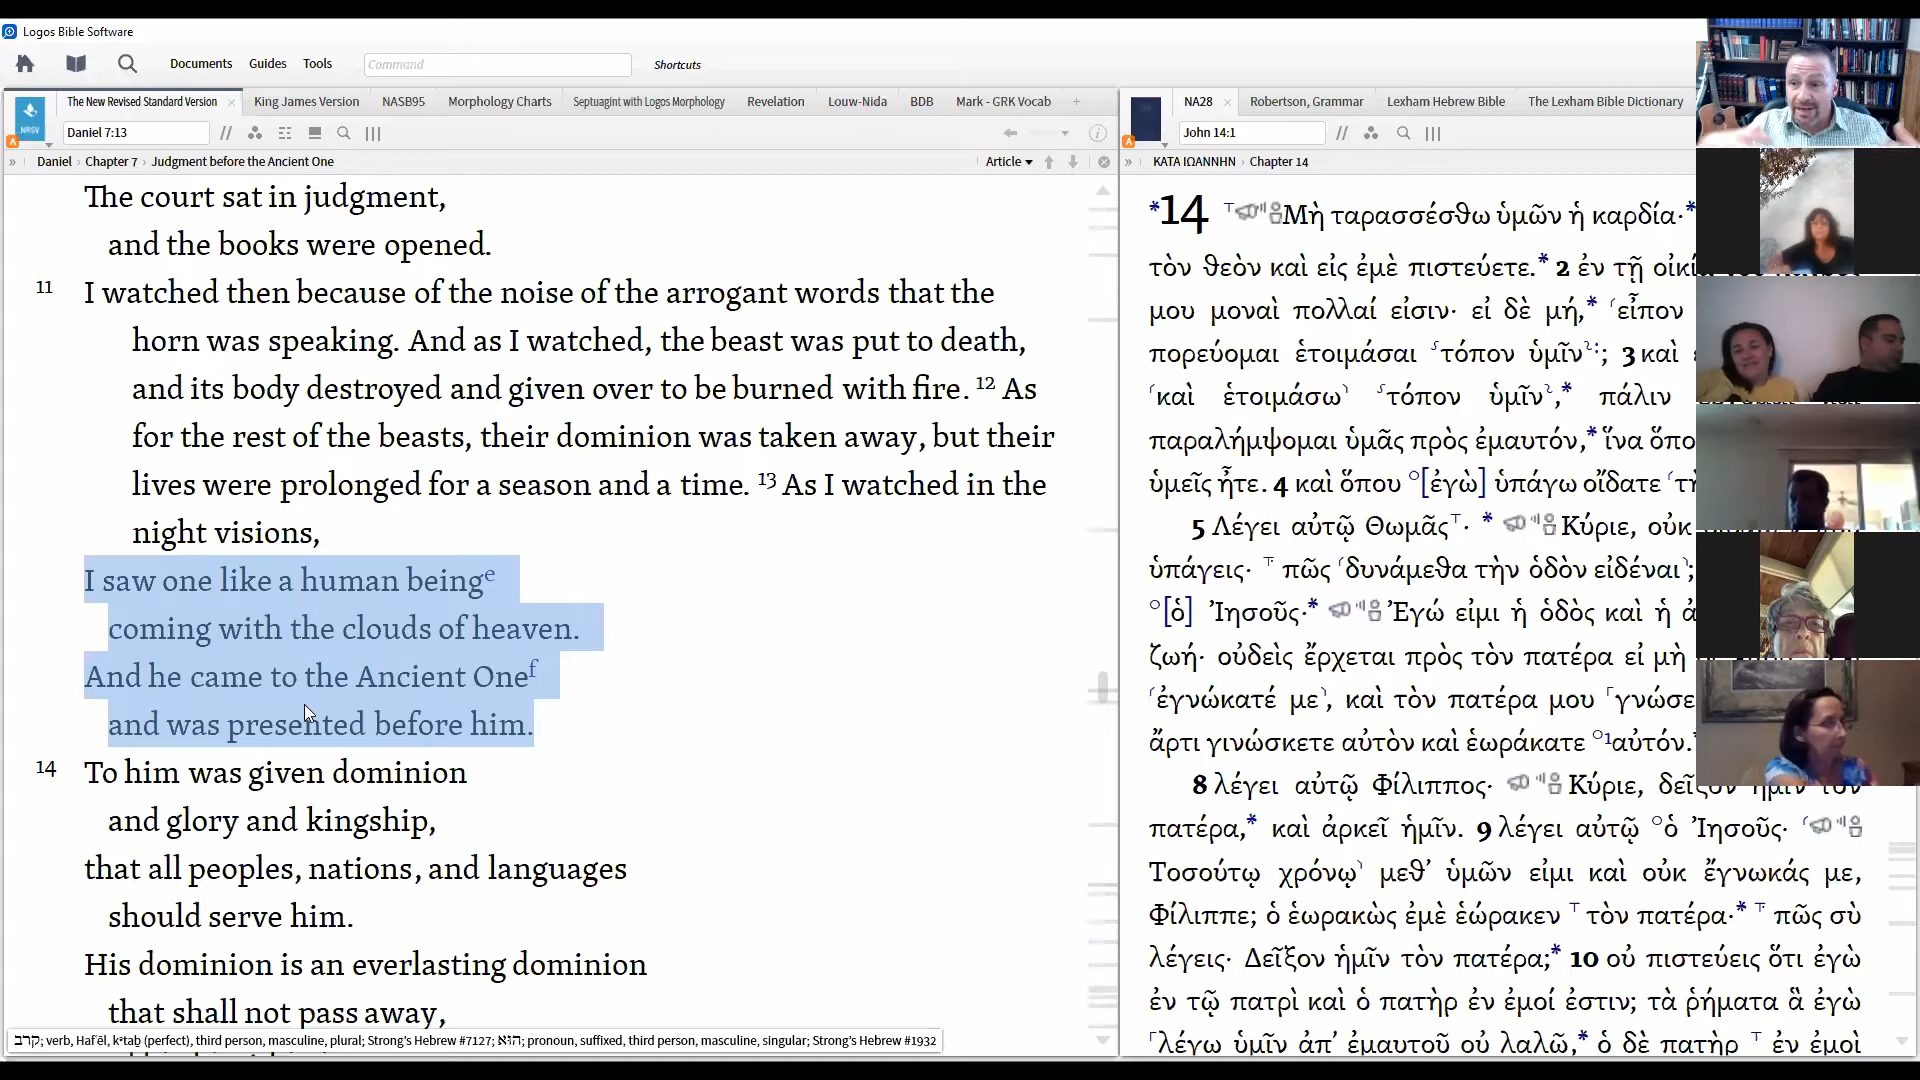 Logos Bible Software
Documents Guides Tools Command Shortcuts
The New Revised Standard Version King James Version NASB95 Morphology Charts Septuagint with Logos Morphology Revelation Louw-Nida BDB Mark - GRK Vocab
NRSV
Daniel 7:13
Daniel › Chapter 7 › Judgment before the Ancient One
Article
The court sat in judgment,
and the books were opened.
11 I watched then because of the noise of the arrogant words that the
horn was speaking. And as I watched, the beast was put to death,
and its body destroyed and given over to be burned with fire. 12 As
for the rest of the beasts, their dominion was taken away, but their
lives were prolonged for a season and a time. 13 As I watched in the
night visions,
I saw one like a human being e
coming with the clouds of heaven.
And he came to the Ancient One f
and was presented before him.
14 To him was given dominion
and glory and kingship,
that all peoples, nations, and languages
should serve him.
His dominion is an everlasting dominion
that shall not pass away,
קרב; verb, Hafʿēl, kᵊtab (perfect), third person, masculine, plural; Strong's Hebrew #7127; הוּא; pronoun, suffixed, third person, masculine, singular; Strong's Hebrew #1932
NA28 Robertson, Grammar Lexham Hebrew Bible The Lexham Bible Dictionary
John 14:1
ΚΑΤΑ ΙΩΑΝΝΗΝ › Chapter 14
*14 ⸆ Μὴ ταρασσέσθω ὑμῶν ἡ καρδία·*
τὸν θεὸν καὶ εἰς ἐμὲ πιστεύετε.* 2 ἐν τῇ
μου μοναὶ πολλαί εἰσιν· εἰ δὲ μή,* ⸀εἶπον
πορεύομαι ἑτοιμάσαι ⸂τόπον ὑμῖν⸃; 3 καὶ
⸂καὶ ἑτοιμάσω⸃ ⸂τόπον ὑμῖν⸃,* πάλιν
παραλήμψομαι ὑμᾶς πρὸς ἐμαυτόν,* ἵνα
ὑμεῖς ἦτε. 4 καὶ ὅπου °[ἐγὼ] ὑπάγω οἴδατε
5 Λέγει αὐτῷ Θωμᾶς⸆· * Κύριε, οὐκ
ὑπάγεις· ⸆ πῶς ⸂δυνάμεθα τὴν ὁδὸν εἰδέναι⸃;
°[ὁ] Ἰησοῦς·* Ἐγώ εἰμι ἡ ὁδὸς καὶ ἡ
ζωή· οὐδεὶς ἔρχεται πρὸς τὸν πατέρα εἰ μὴ
⸂ἐγνώκατέ με⸃, καὶ τὸν πατέρα μου
ἄρτι γινώσκετε αὐτὸν καὶ ἑωράκατε °1αὐτόν.
8 λέγει αὐτῷ Φίλιππος· Κύριε, δεῖξον ἡμῖν τὸν
πατέρα,* καὶ ἀρκεῖ ἡμῖν. 9 λέγει αὐτῷ °ὁ Ἰησοῦς·
Τοσούτῳ χρόνῳ⸃ μεθ’ ὑμῶν εἰμι καὶ οὐκ ἔγνωκάς με,
Φίλιππε; ὁ ἑωρακὼς ἐμὲ ἑώρακεν ⸆ τὸν πατέρα·* ⸆ πῶς σὺ
λέγεις· Δεῖξον ἡμῖν τὸν πατέρα;* 10 οὐ πιστεύεις ὅτι ἐγὼ
ἐν τῷ πατρὶ καὶ ὁ πατὴρ ἐν ἐμοί ἐστιν; τὰ ῥήματα ἃ ἐγὼ
⸀λέγω ὑμῖν ἀπ’ ἐμαυτοῦ οὐ λαλῶ,* ὁ δὲ πατὴρ ⸆ ἐν ἐμοὶ